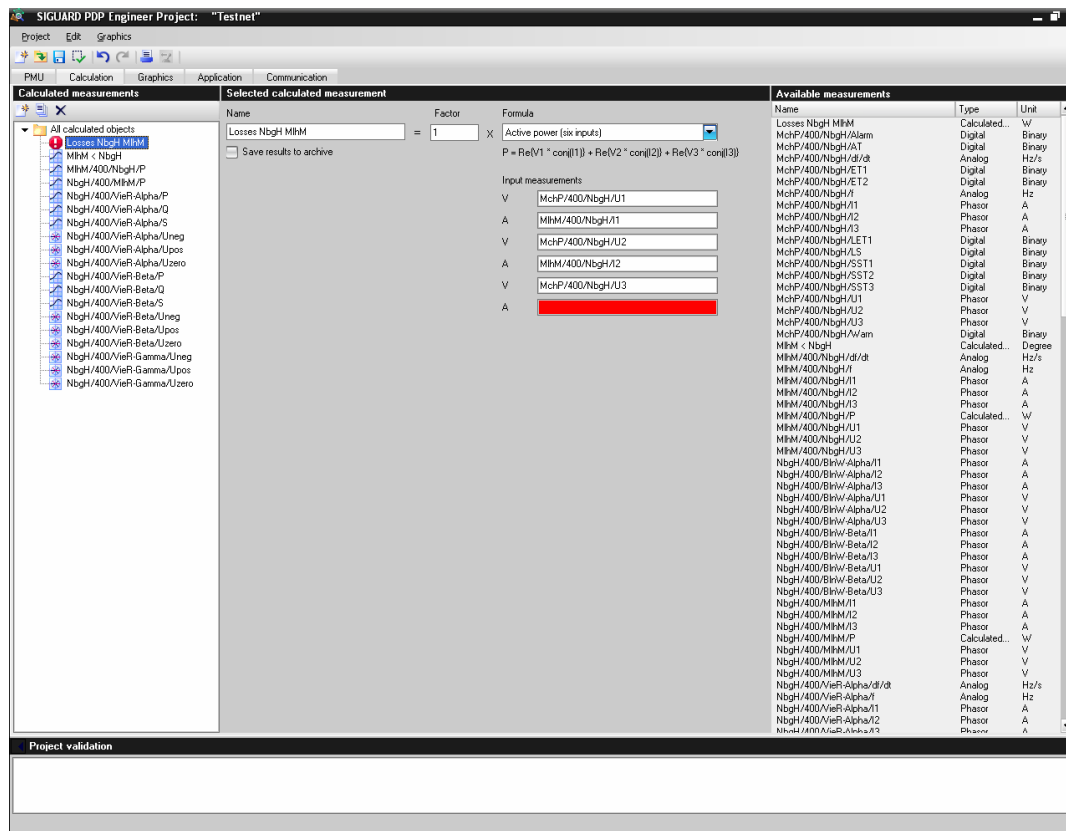 SIGUARD PDP Engineer Project: "Testnet"
Project Edit Graphics
PMU Calculation Graphics Application Communication
Calculated measurements
All calculated objects
Losses NbgH MlhM
MlhM < NbgH
MlhM/400/NbgH/P
NbgH/400/MlhM/P
NbgH/400/VieR-Alpha/P
NbgH/400/VieR-Alpha/Q
NbgH/400/VieR-Alpha/S
NbgH/400/VieR-Alpha/Uneg
NbgH/400/VieR-Alpha/Upos
NbgH/400/VieR-Alpha/Uzero
NbgH/400/VieR-Beta/P
NbgH/400/VieR-Beta/Q
NbgH/400/VieR-Beta/S
NbgH/400/VieR-Beta/Uneg
NbgH/400/VieR-Beta/Upos
NbgH/400/VieR-Beta/Uzero
NbgH/400/VieR-Gamma/Uneg
NbgH/400/VieR-Gamma/Upos
NbgH/400/VieR-Gamma/Uzero
Selected calculated measurement
Name Factor Formula
Losses NbgH MlhM = 1 X Active power (six inputs)
Save results to archive P = Re{V1 * conj(I1)} + Re{V2 * conj(I2)} + Re{V3 * conj(I3)}
Input measurements
V MchP/400/NbgH/U1
A MlhM/400/NbgH/I1
V MchP/400/NbgH/U2
A MlhM/400/NbgH/I2
V MchP/400/NbgH/U3
A
Available measurements
Name Type Unit
Losses NbgH MlhM Calculated... W
MchP/400/NbgH/Alarm Digital Binary
MchP/400/NbgH/AT Digital Binary
MchP/400/NbgH/df/dt Analog Hz/s
MchP/400/NbgH/ET1 Digital Binary
MchP/400/NbgH/ET2 Digital Binary
MchP/400/NbgH/f Analog Hz
MchP/400/NbgH/I1 Phasor A
MchP/400/NbgH/I2 Phasor A
MchP/400/NbgH/I3 Phasor A
MchP/400/NbgH/LET1 Digital Binary
MchP/400/NbgH/LS Digital Binary
MchP/400/NbgH/SST1 Digital Binary
MchP/400/NbgH/SST2 Digital Binary
MchP/400/NbgH/SST3 Digital Binary
MchP/400/NbgH/U1 Phasor V
MchP/400/NbgH/U2 Phasor V
MchP/400/NbgH/U3 Phasor V
MchP/400/NbgH/Warn Digital Binary
MlhM < NbgH Calculated... Degree
MlhM/400/NbgH/df/dt Analog Hz/s
MlhM/400/NbgH/f Analog Hz
MlhM/400/NbgH/I1 Phasor A
MlhM/400/NbgH/I2 Phasor A
MlhM/400/NbgH/I3 Phasor A
MlhM/400/NbgH/P Calculated... W
MlhM/400/NbgH/U1 Phasor V
MlhM/400/NbgH/U2 Phasor V
MlhM/400/NbgH/U3 Phasor V
NbgH/400/BlnW-Alpha/I1 Phasor A
NbgH/400/BlnW-Alpha/I2 Phasor A
NbgH/400/BlnW-Alpha/I3 Phasor A
NbgH/400/BlnW-Alpha/U1 Phasor V
NbgH/400/BlnW-Alpha/U2 Phasor V
NbgH/400/BlnW-Alpha/U3 Phasor V
NbgH/400/BlnW-Beta/I1 Phasor A
NbgH/400/BlnW-Beta/I2 Phasor A
NbgH/400/BlnW-Beta/I3 Phasor A
NbgH/400/BlnW-Beta/U1 Phasor V
NbgH/400/BlnW-Beta/U2 Phasor V
NbgH/400/BlnW-Beta/U3 Phasor V
NbgH/400/MlhM/I1 Phasor A
NbgH/400/MlhM/I2 Phasor A
NbgH/400/MlhM/I3 Phasor A
NbgH/400/MlhM/P Calculated... W
NbgH/400/MlhM/U1 Phasor V
NbgH/400/MlhM/U2 Phasor V
NbgH/400/MlhM/U3 Phasor V
NbgH/400/VieR-Alpha/df/dt Analog Hz/s
NbgH/400/VieR-Alpha/f Analog Hz
NbgH/400/VieR-Alpha/I1 Phasor A
NbgH/400/VieR-Alpha/I2 Phasor A
NbgH/400/VieR-Alpha/I3 Phasor A
Project validation